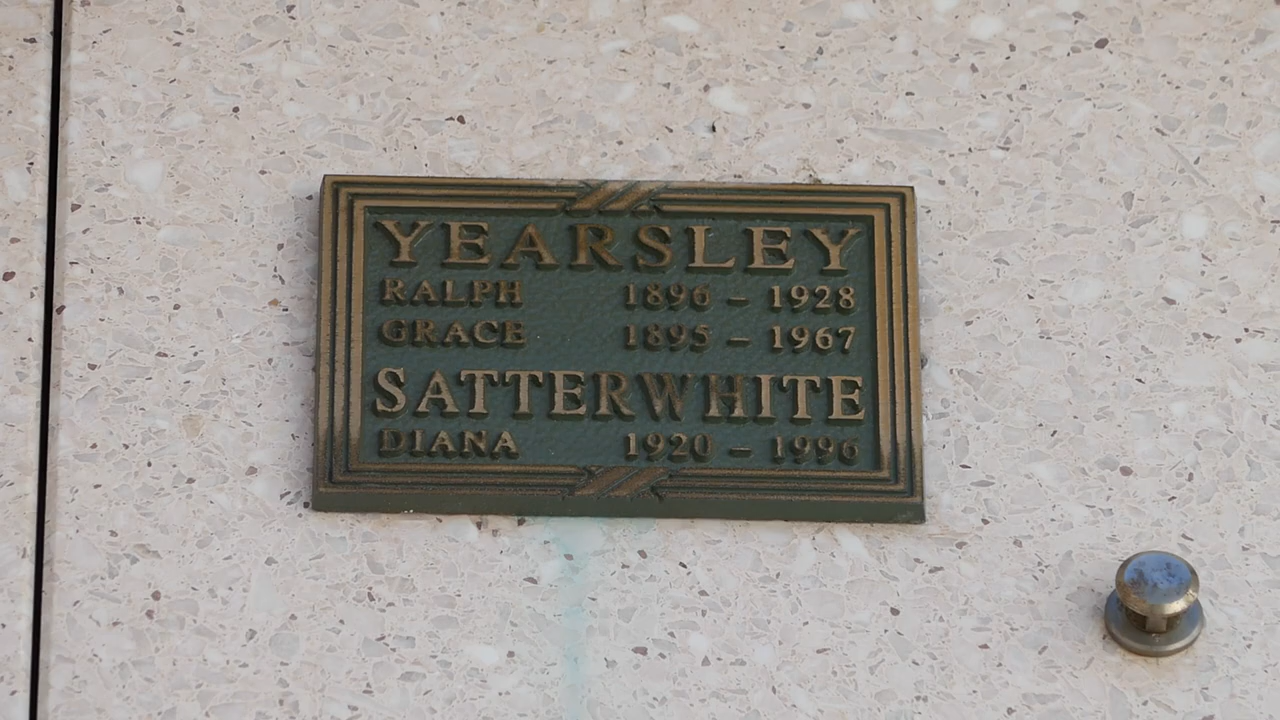 YEARSLEY
RALPH 1896 – 1928
GRACE 1895 – 1967
SATTERWHITE
DIANA 1920 – 1996